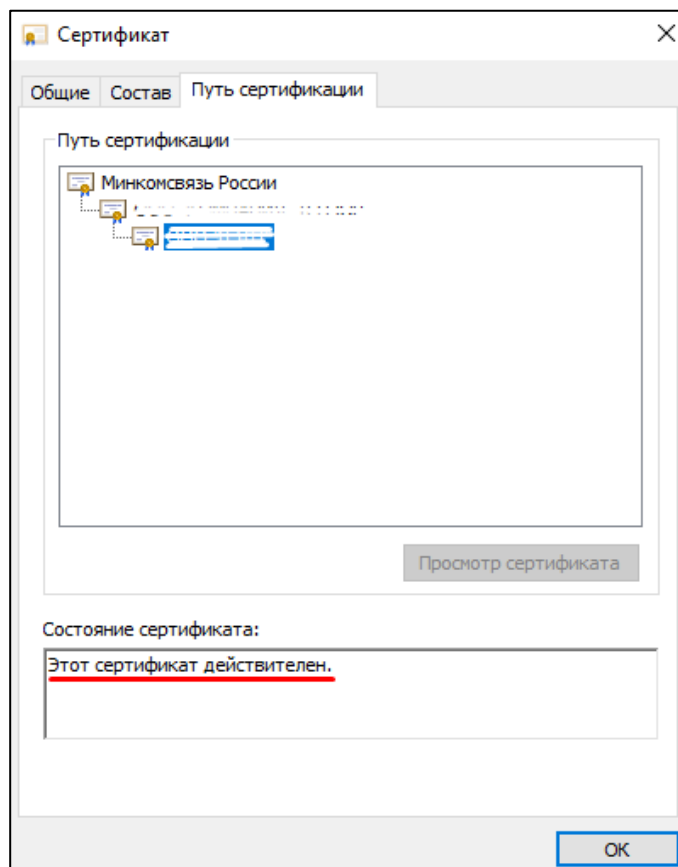 Сертификат
Общие Состав Путь сертификации
Путь сертификации
Минкомсвязь России
Просмотр сертификата
Состояние сертификата:
Этот сертификат действителен.
ОК